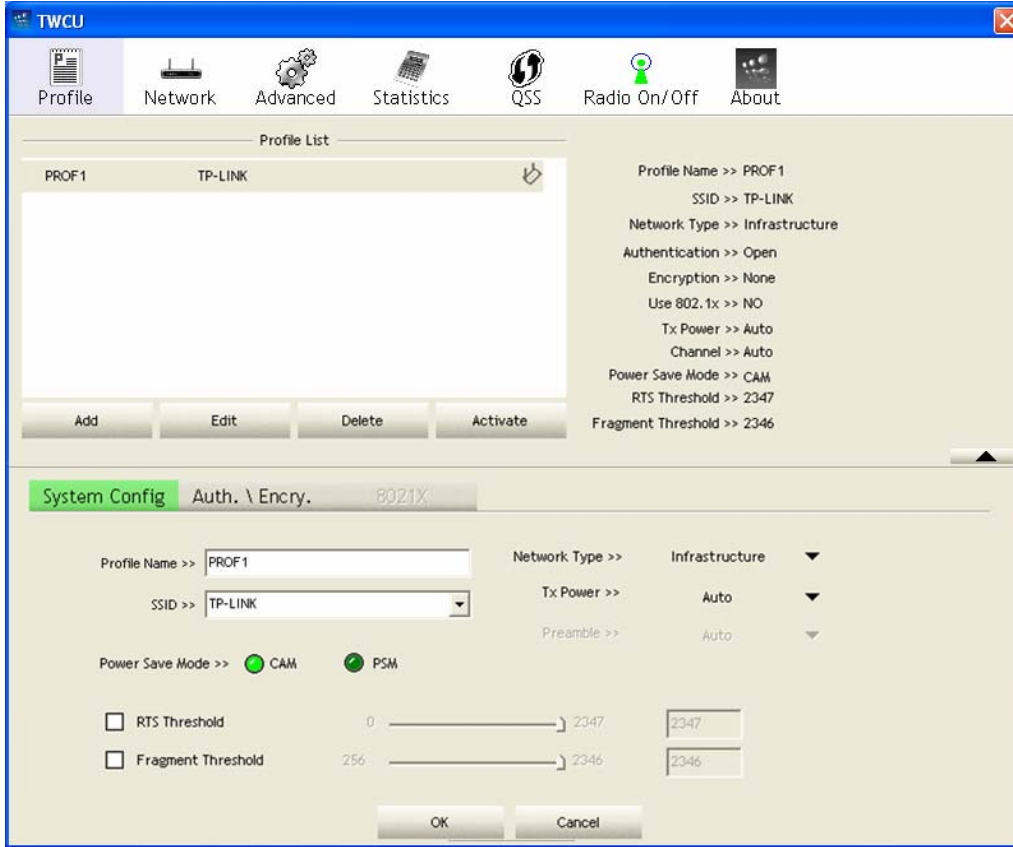 TWCU
Profile Network Advanced Statistics QSS Radio On/Off About
Profile List
PROF1 TP-LINK
Add Edit Delete Activate
Profile Name >> PROF1
SSID >> TP-LINK
Network Type >> Infrastructure
Authentication >> Open
Encryption >> None
Use 802.1x >> NO
Tx Power >> Auto
Channel >> Auto
Power Save Mode >> CAM
RTS Threshold >> 2347
Fragment Threshold >> 2346
System Config Auth. \ Encry. 8021X
Profile Name >> PROF1
SSID >> TP-LINK
Power Save Mode >> CAM PSM
Network Type >> Infrastructure
Tx Power >> Auto
Preamble >> Auto
RTS Threshold 0 2347 2347
Fragment Threshold 256 2346 2346
OK Cancel